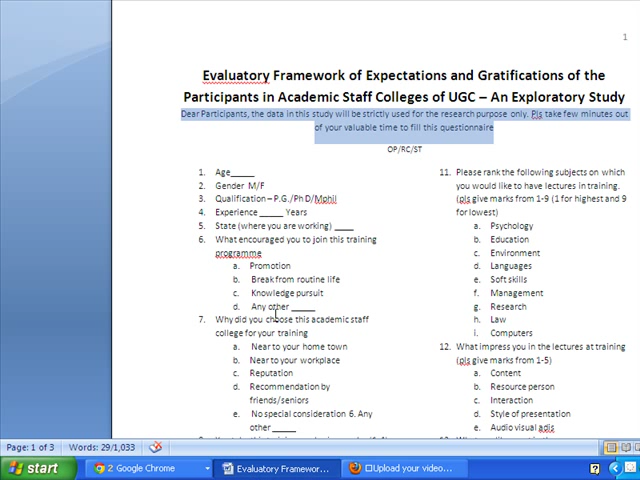 1
Evaluatory Framework of Expectations and Gratifications of the
Participants in Academic Staff Colleges of UGC – An Exploratory Study
Dear Participants, the data in this study will be strictly used for the research purpose only. Pls take few minutes out
of your valuable time to fill this questionnaire
OP/RC/ST
1. Age_____
2. Gender M/F
3. Qualification – P.G./Ph D/Mphil
4. Experience _____ Years
5. State (where you are working) ____
6. What encouraged you to join this training
programme
a. Promotion
b. Break from routine life
c. Knowledge pursuit
d. Any other _____
7. Why did you choose this academic staff
college for your training
a. Near to your home town
b. Near to your workplace
c. Reputation
d. Recommendation by
friends/seniors
e. No special consideration 6. Any
other _____
11. Please rank the following subjects on which
you would like to have lectures in training.
(pls give marks from 1-9 (1 for highest and 9
for lowest)
a. Psychology
b. Education
c. Environment
d. Languages
e. Soft skills
f. Management
g. Research
h. Law
i. Computers
12. What impress you in the lectures at training
(pls give marks from 1-5)
a. Content
b. Resource person
c. Interaction
d. Style of presentation
e. Audio visual adis
Page: 1 of 3 Words: 29/1,033
start 2 Google Chrome Evaluatory Framewo... Upload your video...